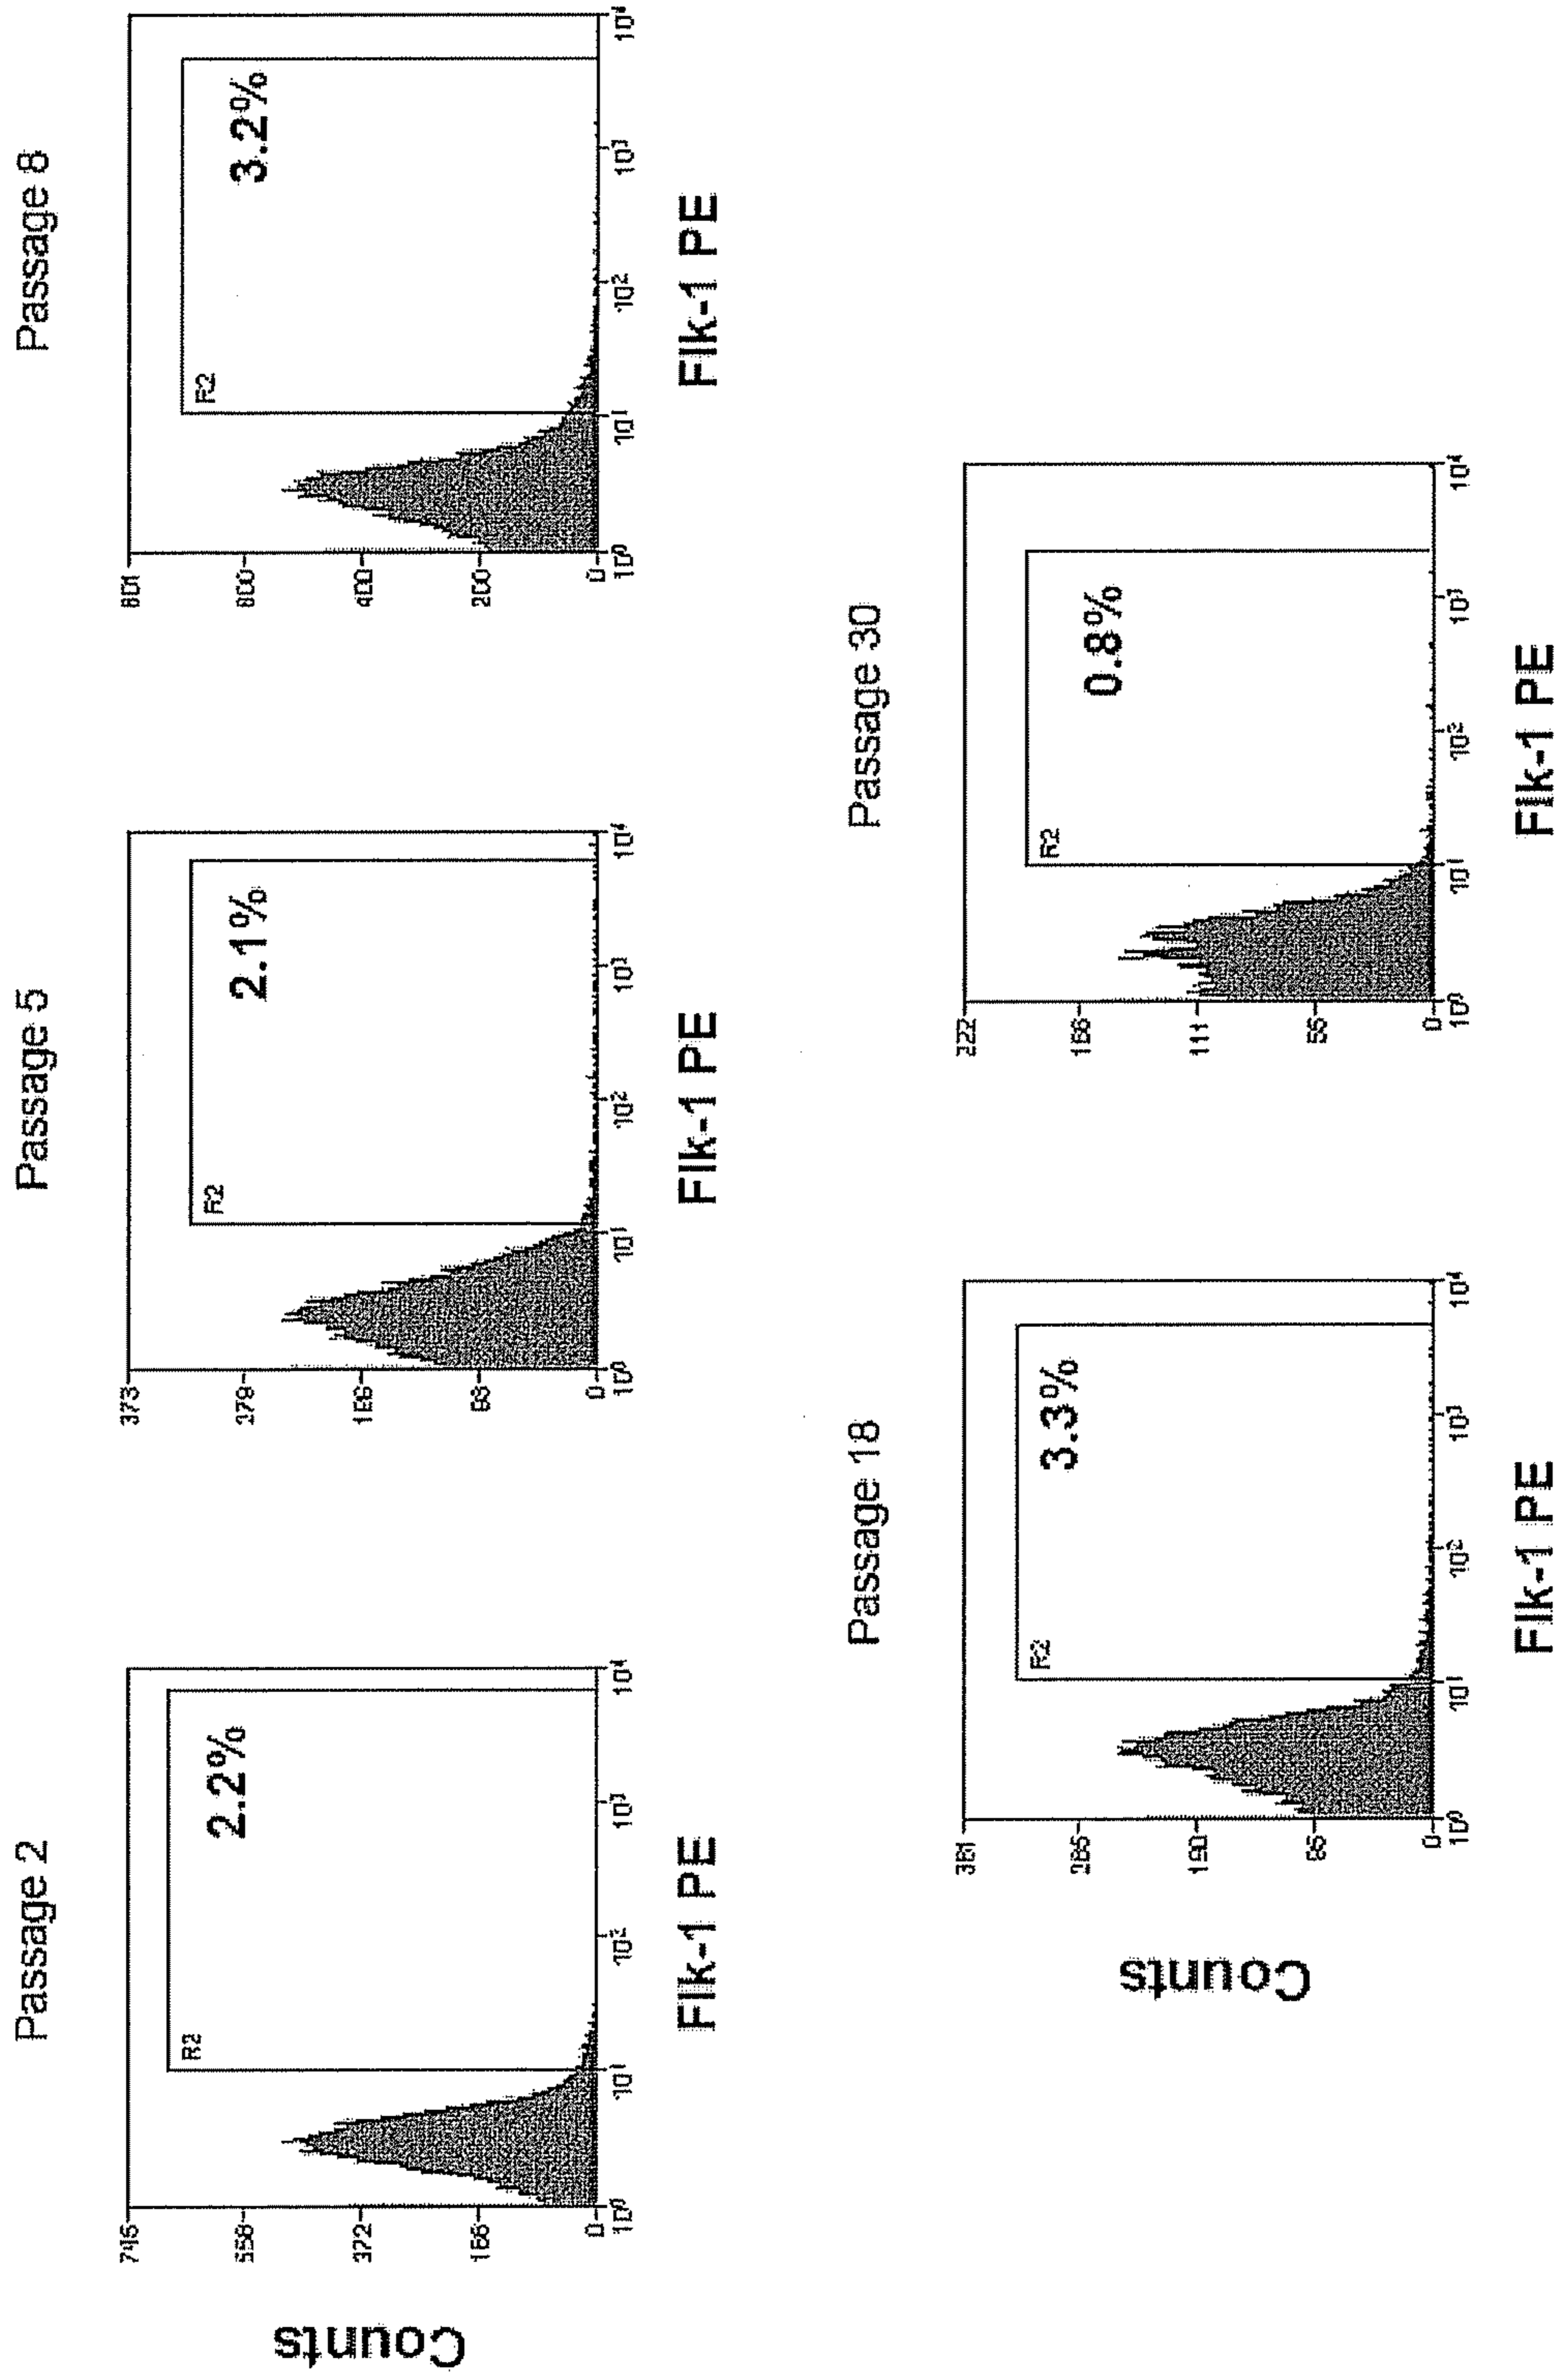 Passage 2
Counts
745
558
372
186
0
R2
2.2%
10⁰ 10¹ 10² 10³ 10⁴
Flk-1 PE
Passage 5
373
279
186
93
0
R2
2.1%
10⁰ 10¹ 10² 10³ 10⁴
Flk-1 PE
Passage 8
801
600
400
200
0
R2
3.2%
10⁰ 10¹ 10² 10³ 10⁴
Flk-1 PE
Passage 18
Counts
381
285
190
95
0
R2
3.3%
10⁰ 10¹ 10² 10³ 10⁴
Flk-1 PE
Passage 30
222
166
111
55
0
R2
0.8%
10⁰ 10¹ 10² 10³ 10⁴
Flk-1 PE